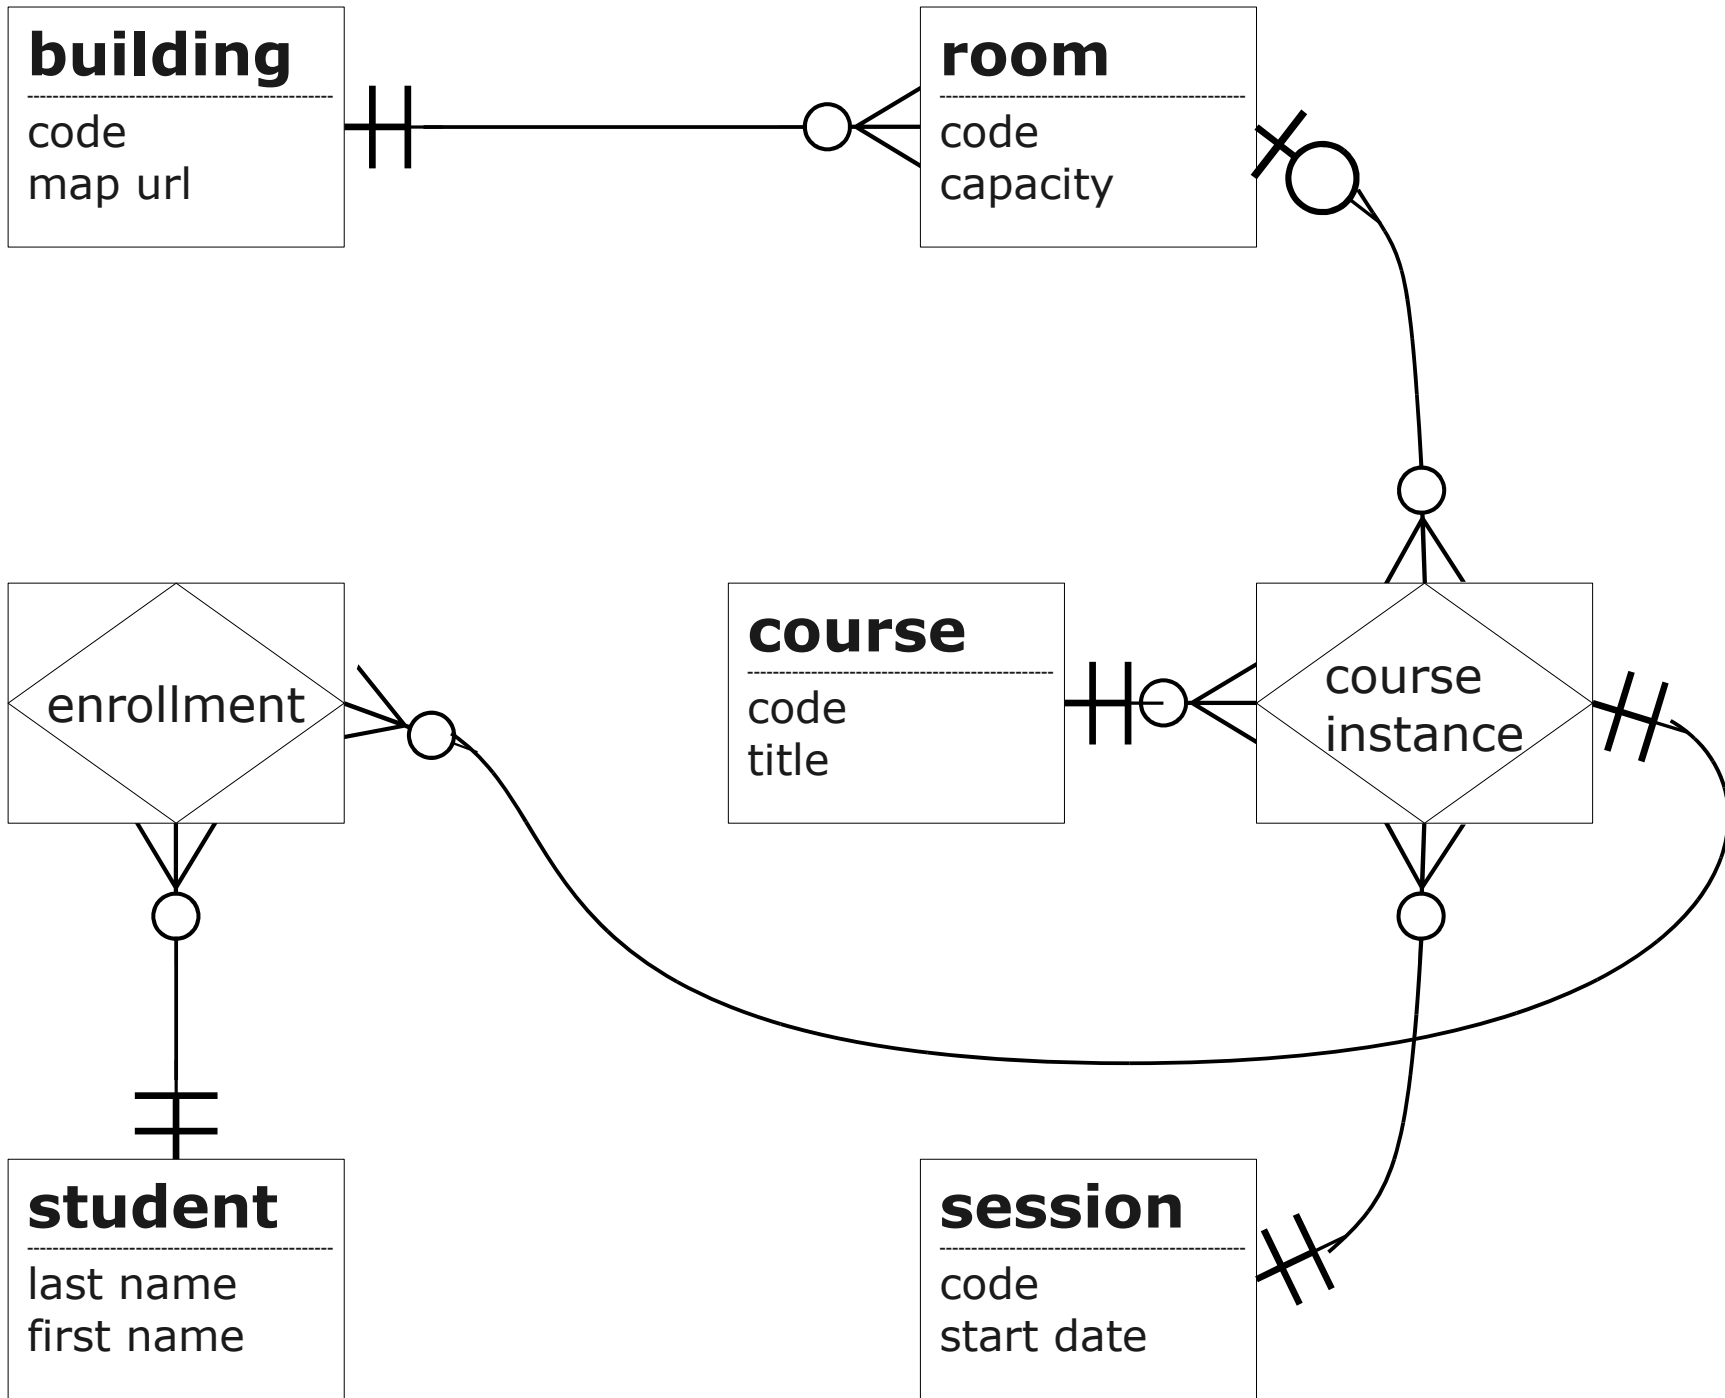 building
code
map url
room
code
capacity
enrollment
course
code
title
course
instance
student
last name
first name
session
code
start date